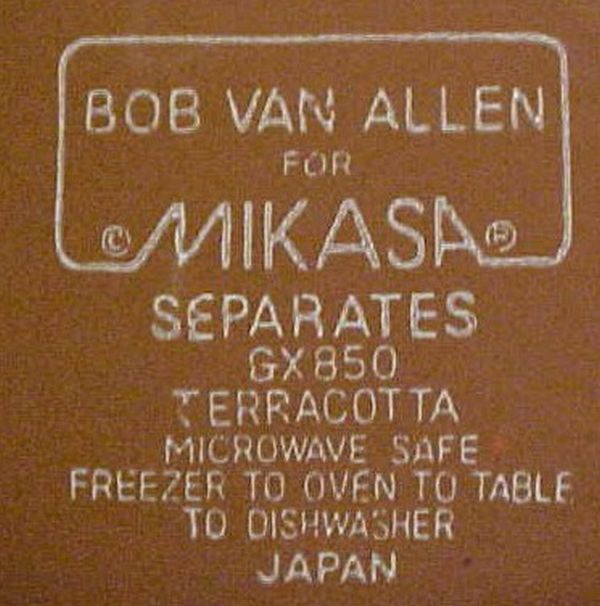 BOB VAN ALLEN
FOR
© MIKASA ®
SEPARATES
GX850
TERRACOTTA
MICROWAVE SAFE
FREEZER TO OVEN TO TABLE
TO DISHWASHER
JAPAN